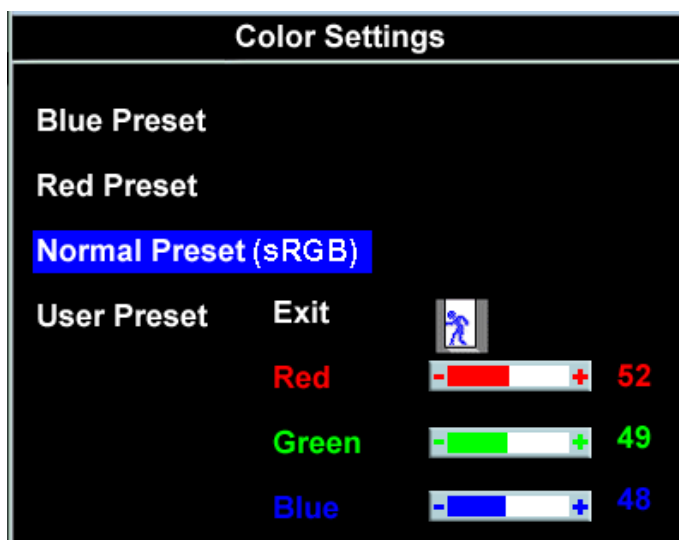 Color Settings
Blue Preset
Red Preset
Normal Preset (sRGB)
User Preset Exit
Red - + 52
Green - + 49
Blue - + 48